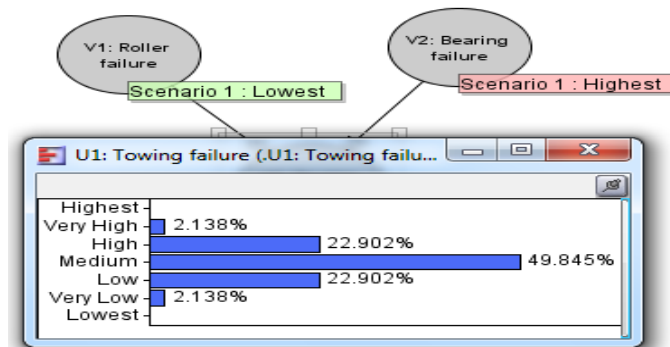 V1: Roller
failure
V2: Bearing
failure
Scenario 1 : Lowest
Scenario 1 : Highest
U1: Towing failure (.U1: Towing failu...
Highest
Very High 2.138%
High 22.902%
Medium 49.845%
Low 22.902%
Very Low 2.138%
Lowest